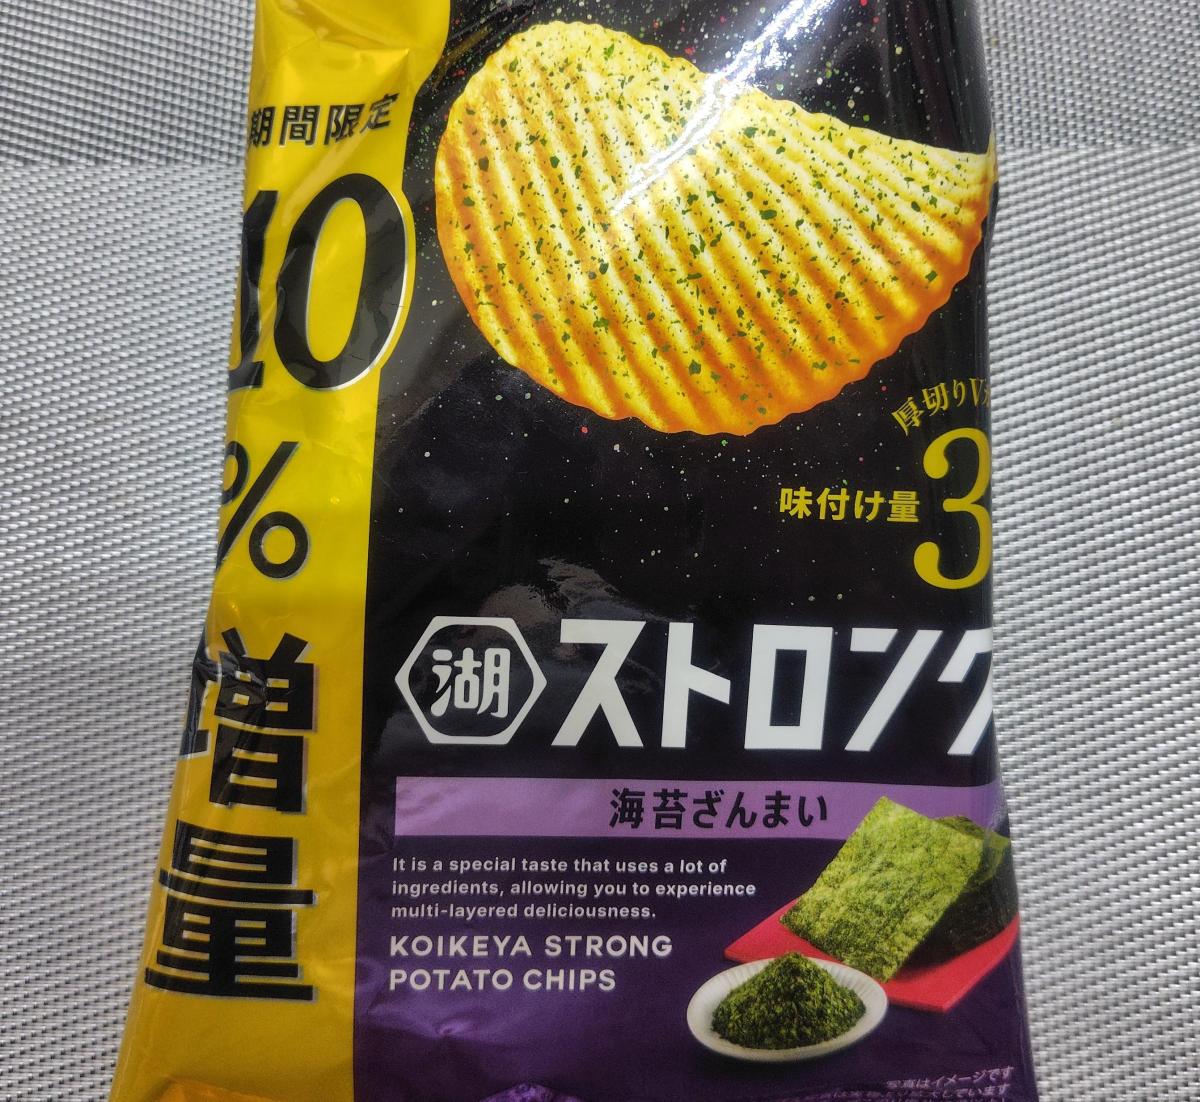 期間限定
10
%
増量
厚切りV
味付け量
3
湖
ストロング
海苔ざんまい
It is a special taste that uses a lot of
ingredients, allowing you to experience
multi-layered deliciousness.
KOIKEYA STRONG
POTATO CHIPS
写真はイメージです